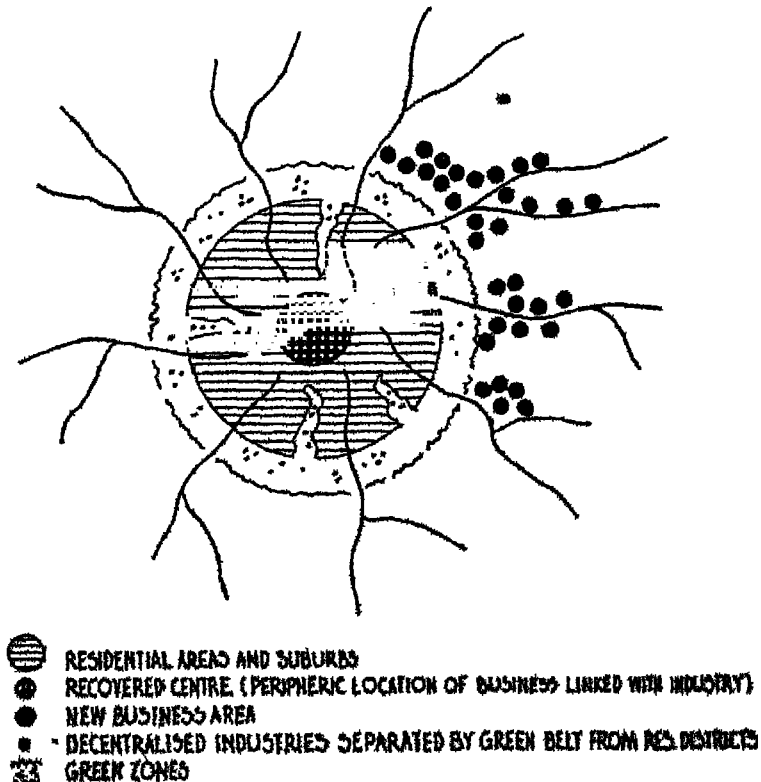 RESIDENTIAL AREAS AND SUBURBS
RECOVERED CENTRE. (PERIPHERIC LOCATION OF BUSINESS LINKED WITH INDUSTRY)
NEW BUSINESS AREA
- DECENTRALISED INDUSTRIES SEPARATED BY GREEN BELT FROM RES. DISTRICTS
GREEN ZONES